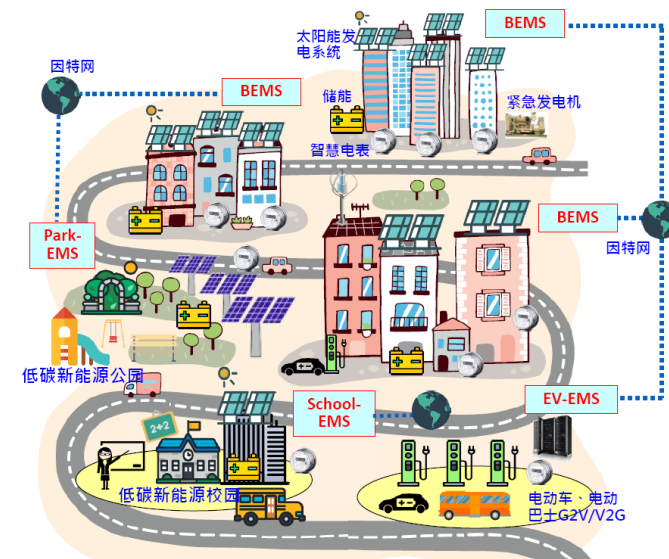 BEMS
太阳能发
电系统
因特网
BEMS
储能
紧急发电机
智慧电表
BEMS
Park-
EMS
因特网
低碳新能源公园
School-
EMS
EV-EMS
2+2
低碳新能源校园
电动车、电动
巴士G2V/V2G